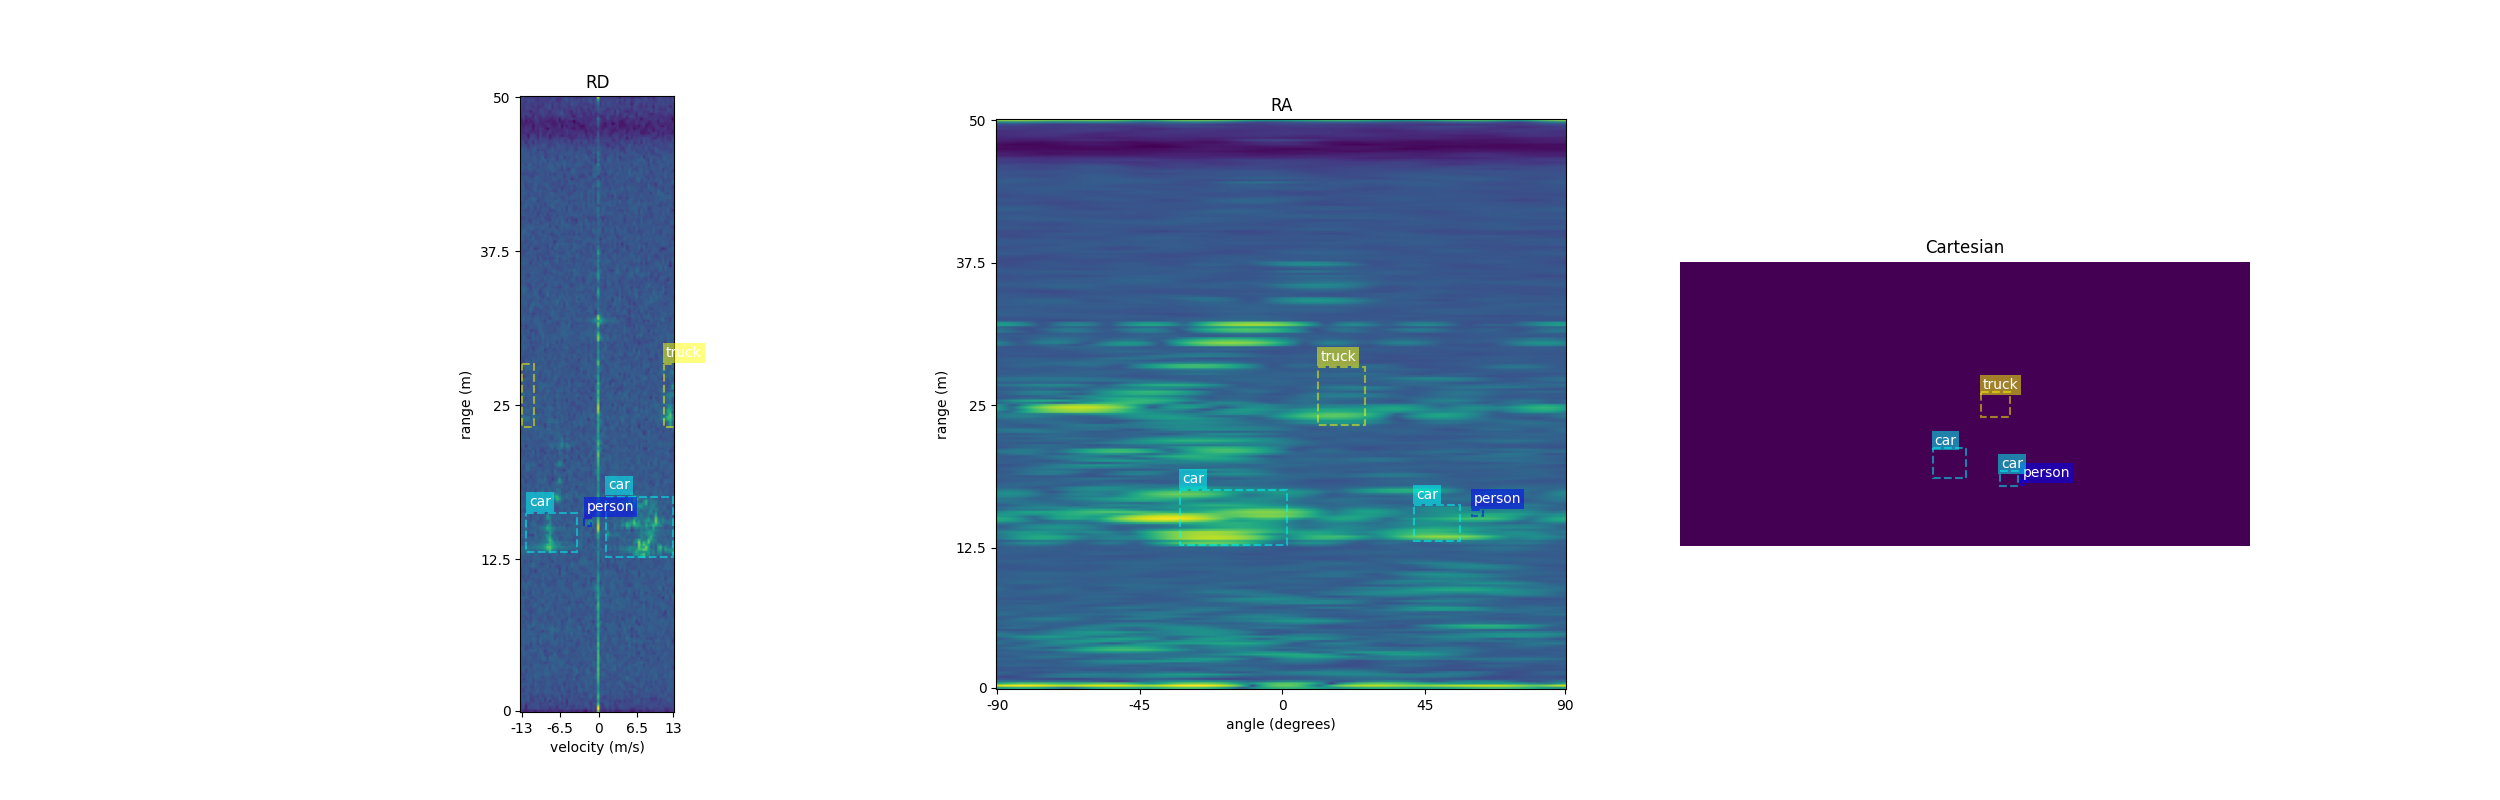 RD
50
37.5
25
12.5
0
range (m)
truck
car
car
person
-13
-6.5
0
6.5
13
velocity (m/s)
RA
50
37.5
25
12.5
0
range (m)
truck
car
car
person
-90
-45
0
45
90
angle (degrees)
Cartesian
truck
car
car
person